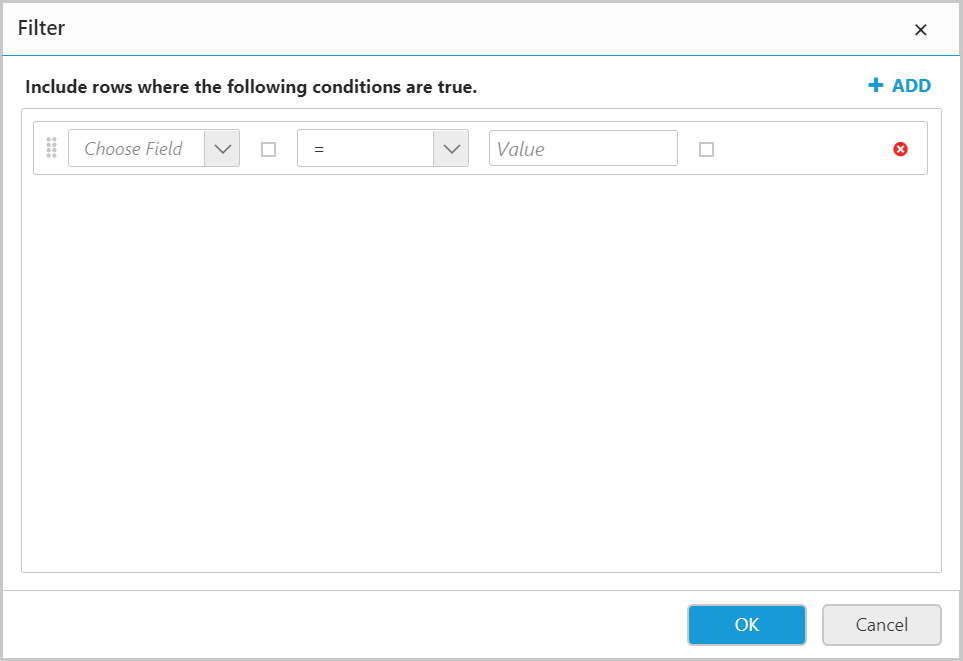 Filter
Include rows where the following conditions are true.
ADD
Choose Field
=
Value
OK
Cancel